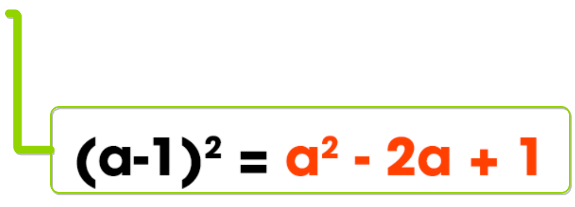 (a-1)² = a² - 2a + 1